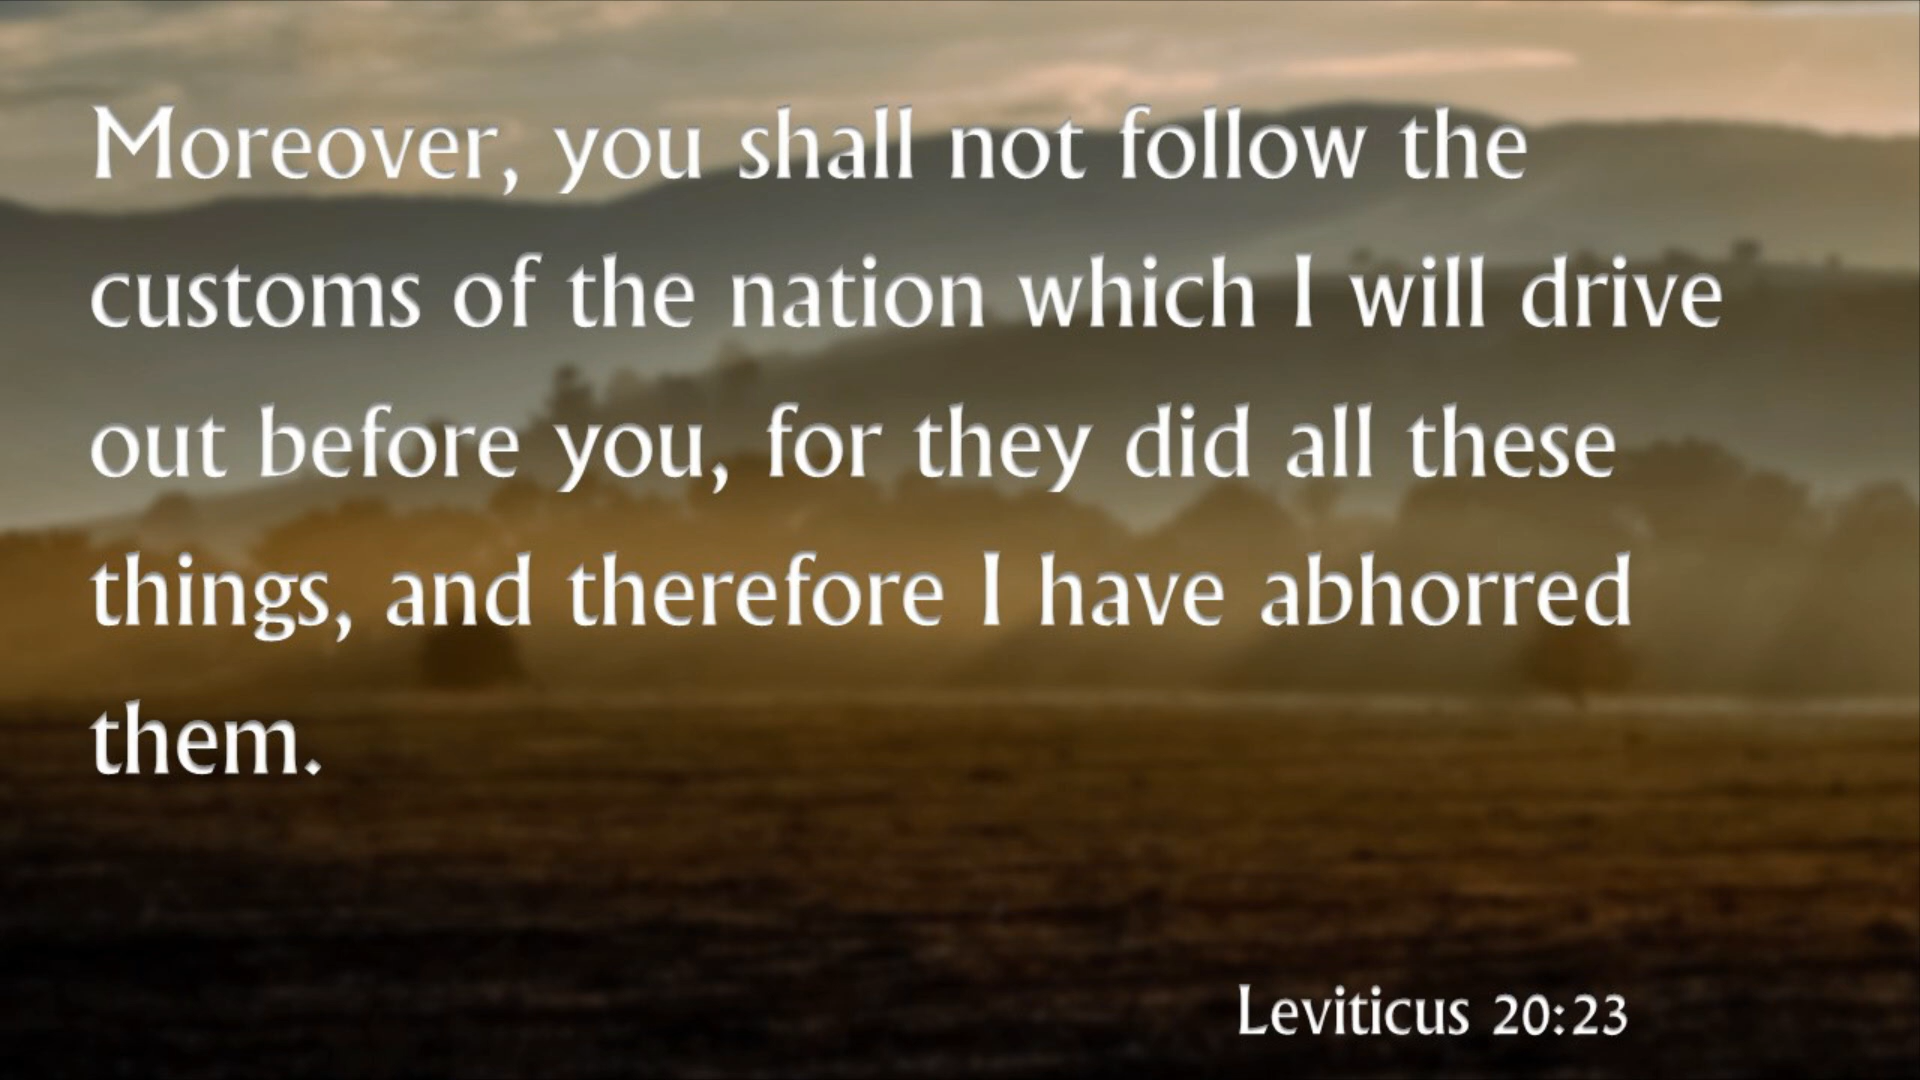 Moreover, you shall not follow the
customs of the nation which I will drive
out before you, for they did all these
things, and therefore I have abhorred
them.
Leviticus 20:23